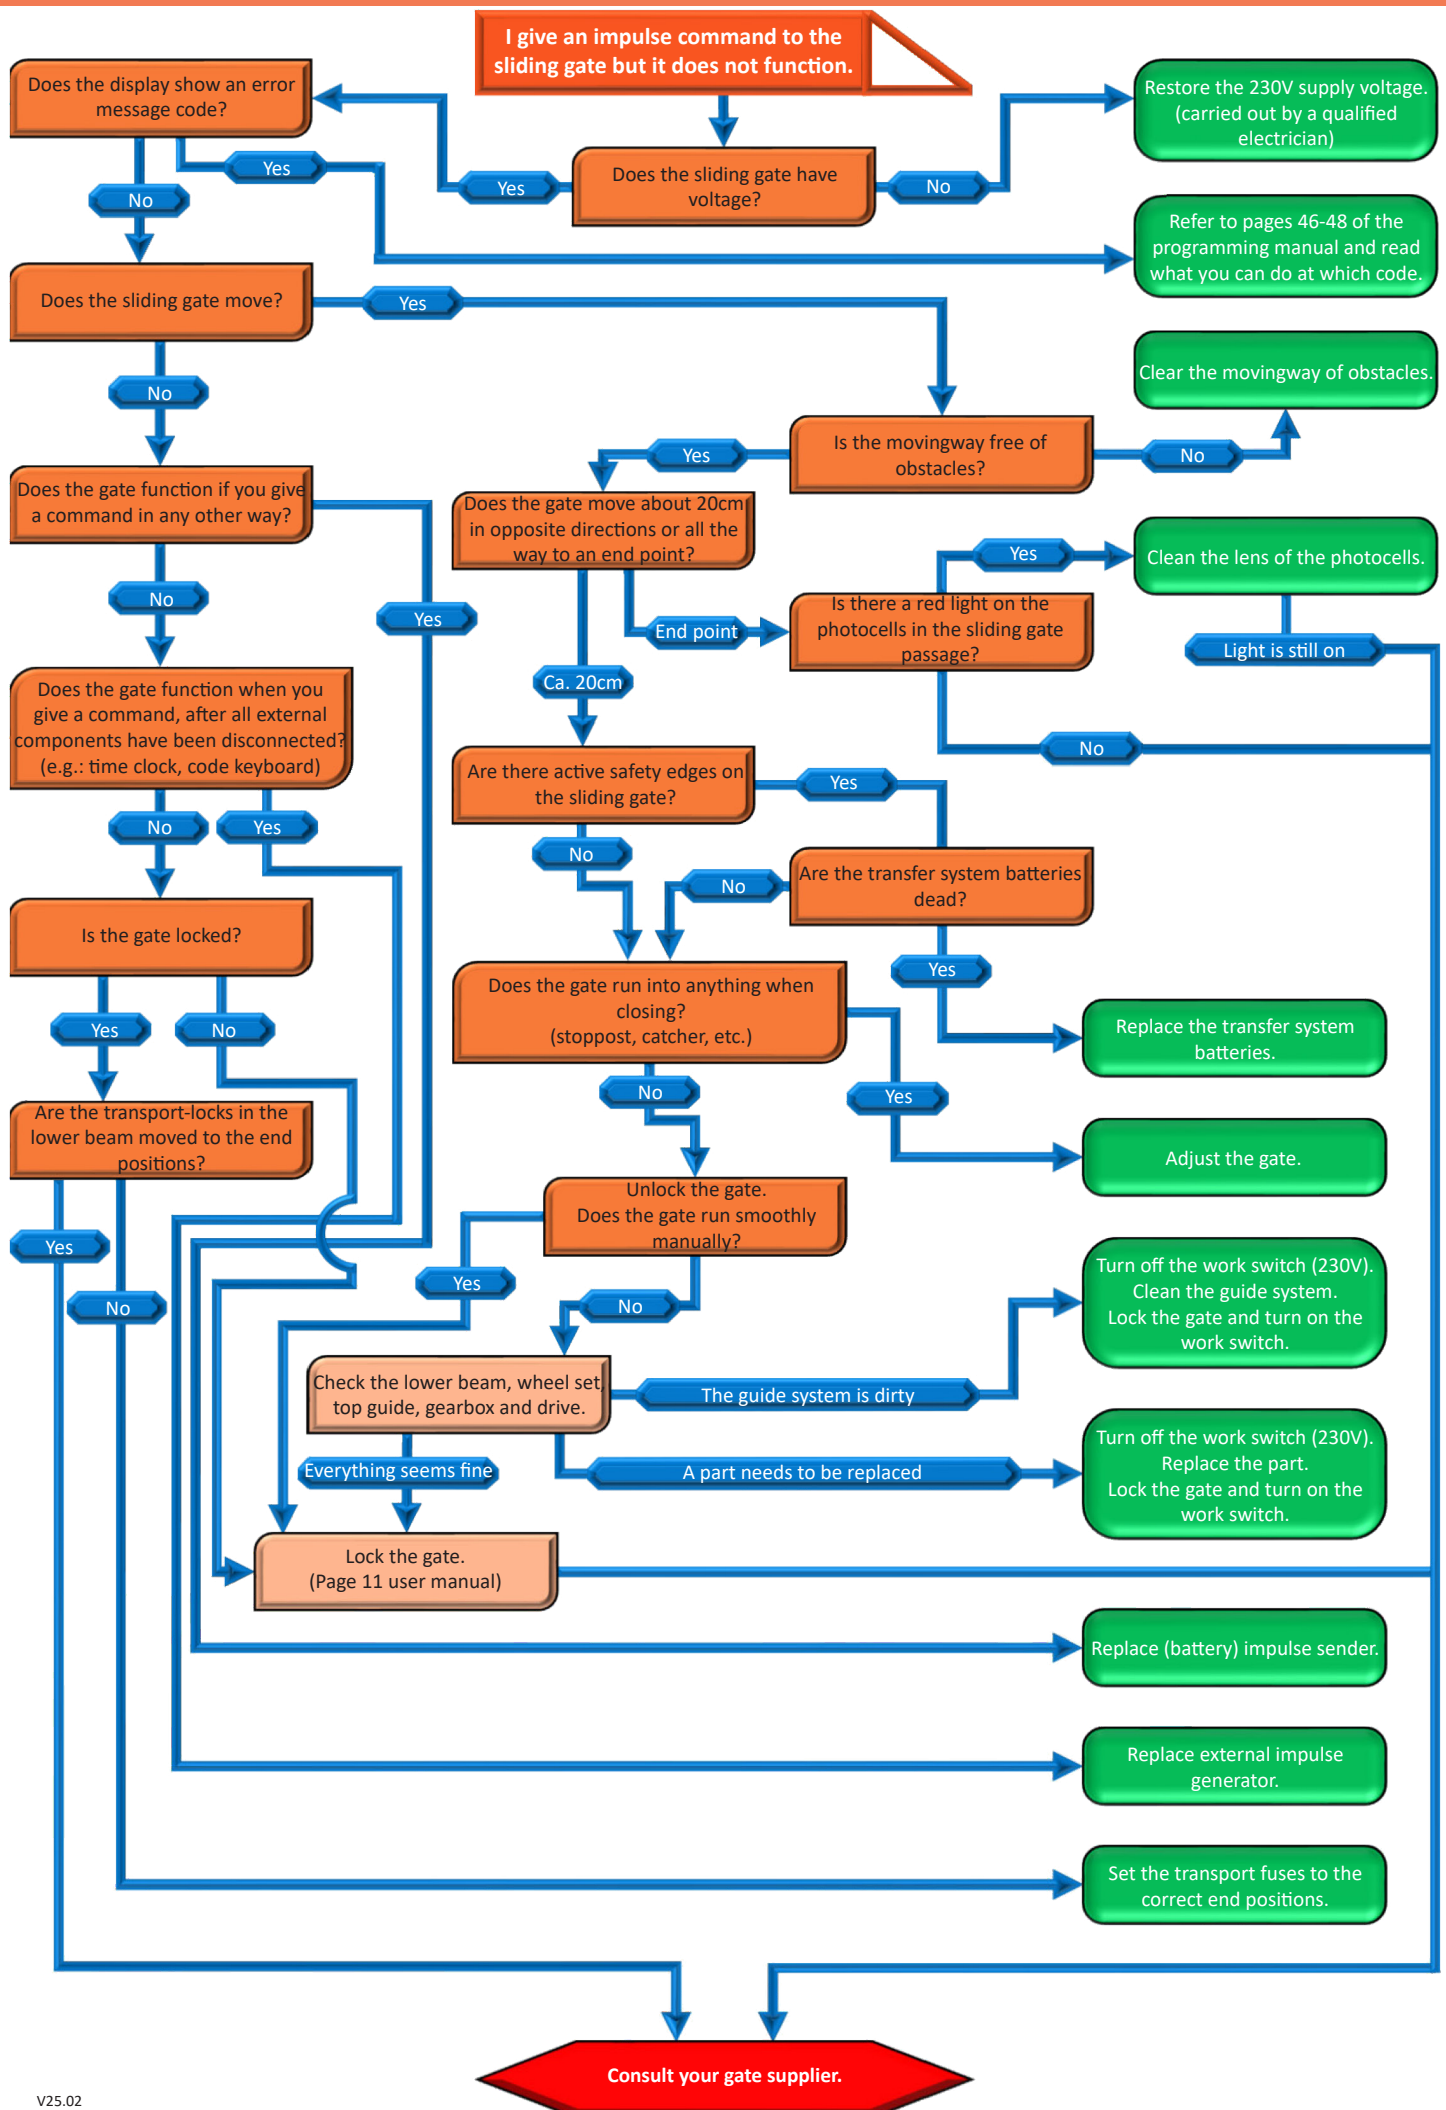 I give an impulse command to the
sliding gate but it does not function.
Does the display show an error
message code?
Restore the 230V supply voltage.
(carried out by a qualified
electrician)
Yes
Does the sliding gate have
voltage?
Yes
No
No
Refer to pages 46-48 of the
programming manual and read
what you can do at which code.
Does the sliding gate move?
Yes
Clear the movingway of obstacles.
No
Is the movingway free of
obstacles?
Yes
No
Does the gate function if you give
a command in any other way?
Does the gate move about 20cm
in opposite directions or all the
way to an end point?
Yes
Clean the lens of the photocells.
No
Yes
Is there a red light on the
photocells in the sliding gate
passage?
End point
Light is still on
Ca. 20cm
Does the gate function when you
give a command, after all external
components have been disconnected?
(e.g.: time clock, code keyboard)
No
Are there active safety edges on
the sliding gate?
Yes
No
Yes
No
No
Are the transfer system batteries
dead?
Is the gate locked?
Yes
Does the gate run into anything when
closing?
(stoppost, catcher, etc.)
Yes
No
Replace the transfer system
batteries.
No
Yes
Are the transport-locks in the
lower beam moved to the end
positions?
Adjust the gate.
Unlock the gate.
Does the gate run smoothly
manually?
Yes
Yes
No
No
Turn off the work switch (230V).
Clean the guide system.
Lock the gate and turn on the
work switch.
Check the lower beam, wheel set,
top guide, gearbox and drive.
The guide system is dirty
Everything seems fine
A part needs to be replaced
Turn off the work switch (230V).
Replace the part.
Lock the gate and turn on the
work switch.
Lock the gate.
(Page 11 user manual)
Replace (battery) impulse sender.
Replace external impulse
generator.
Set the transport fuses to the
correct end positions.
Consult your gate supplier.
V25.02